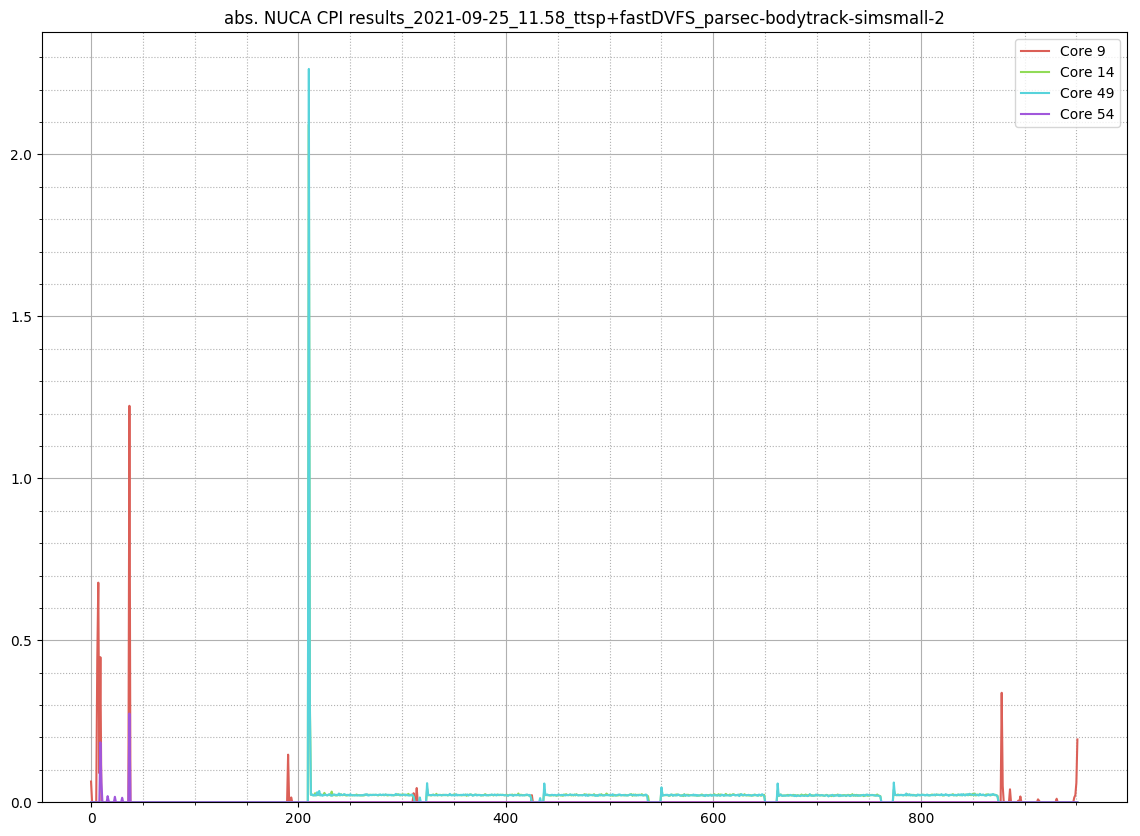 abs. NUCA CPI results_2021-09-25_11.58_ttsp+fastDVFS_parsec-bodytrack-simsmall-2
Core 9
Core 14
Core 49
Core 54
2.0
1.5
1.0
0.5
0.0
0 200 400 600 800